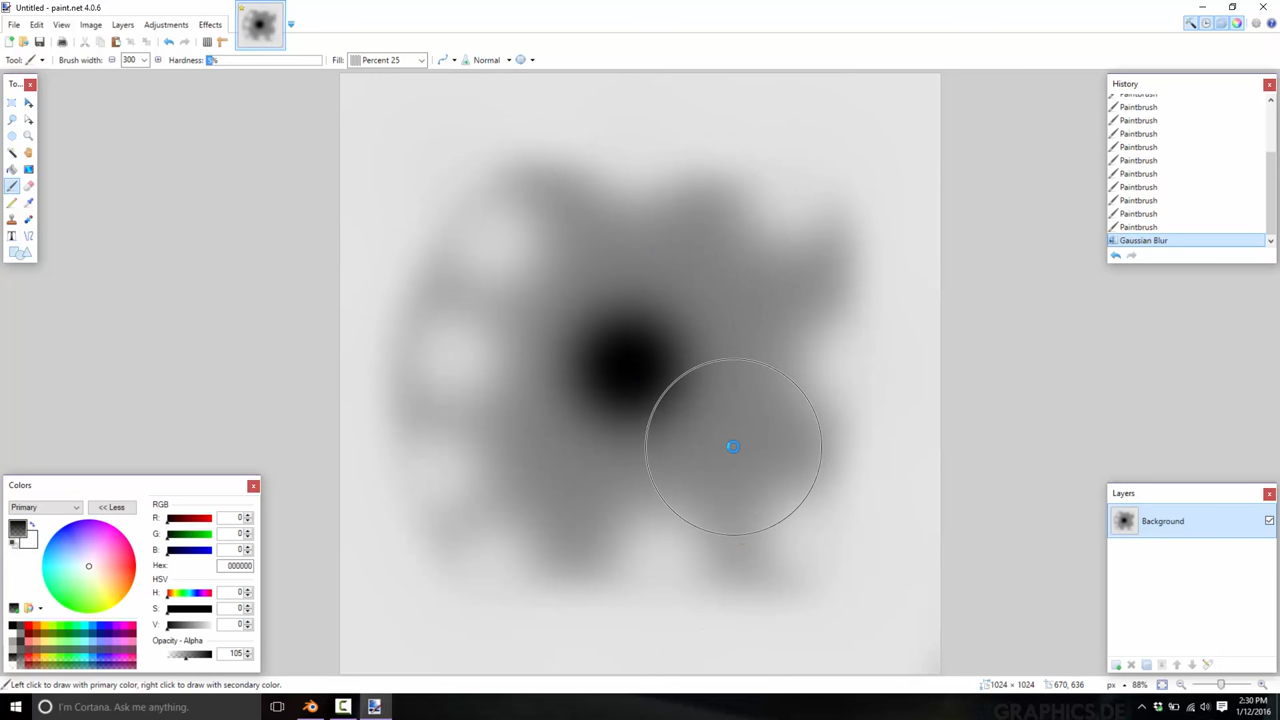 Untitled - paint.net 4.0.6
File Edit View Image Layers Adjustments Effects
Tool: Brush width: 300 Hardness: Fill: Percent 25 Normal
To...
History
Paintbrush
Paintbrush
Paintbrush
Paintbrush
Paintbrush
Paintbrush
Paintbrush
Paintbrush
Paintbrush
Paintbrush
Paintbrush
Gaussian Blur
Colors
Primary
<< Less
RGB
R: 0
G: 0
B: 0
Hex: 000000
HSV
H: 0
S: 0
V: 0
Opacity - Alpha
105
Layers
Background
Left click to draw with primary color, right click to draw with secondary color.
1024 × 1024 670, 636 px 88%
I'm Cortana. Ask me anything.
GRAPHICS.DE
2:30 PM
1/12/2016